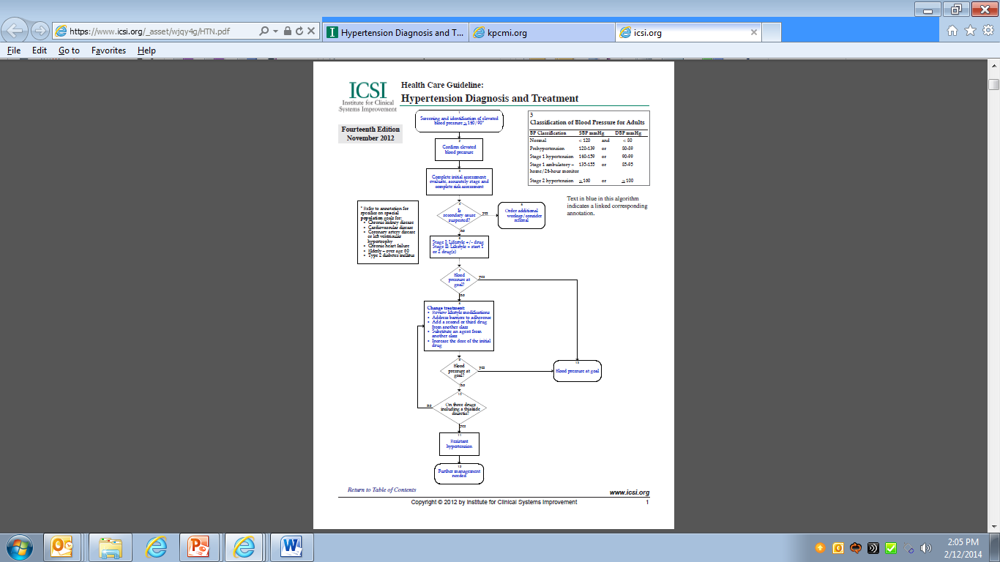 https://www.icsi.org/_asset/wjqy4g/HTN.pdf
Hypertension Diagnosis and T...
kpcmi.org
icsi.org
File Edit Go to Favorites Help
ICSI
Institute for Clinical
Systems Improvement
Health Care Guideline:
Hypertension Diagnosis and Treatment
Fourteenth Edition
November 2012
1
Screening and identification of elevated
blood pressure ≥ 140/90*
2
Confirm elevated
blood pressure
3
Complete initial assessment
evaluate, accurately stage and
complete risk assessment
3
Classification of Blood Pressure for Adults
BP Classification SBP mmHg DBP mmHg
Normal < 120 and < 80
Prehypertension 120-139 or 80-89
Stage 1 hypertension 140-159 or 90-99
Stage 1 ambulatory – 135-155 or 85-95
home/24-hour monitor
Stage 2 hypertension ≥ 160 or ≥ 100
Text in blue in this algorithm
indicates a linked corresponding
annotation.
4
Is
secondary cause
suspected?
yes
5
Order additional
workup/consider
referral
no
* Refer to annotation for
specifics on special
population goals for:
• Chronic kidney disease
• Cardiovascular disease
• Coronary artery disease
or left ventricular
hypertrophy
• Chronic heart failure
• Elderly – over age 60
• Type 2 diabetes mellitus
6
Stage I: Lifestyle +/- drug
Stage II: Lifestyle + start 1
or 2 drug(s)
7
Blood
pressure at
goal?
yes
no
8
Change treatment:
• Review lifestyle modifications
• Address barriers to adherence
• Add a second or third drug
from another class
• Substitute an agent from
another class
• Increase the dose of the initial
drug
9
Blood
pressure at
goal?
yes
no
13
Blood pressure at goal
10
On three drugs
including a thiazide
diuretic?
no
yes
11
Resistant
hypertension
12
Further management
needed
Return to Table of Contents
www.icsi.org
Copyright © 2012 by Institute for Clinical Systems Improvement 1
2:05 PM
2/12/2014